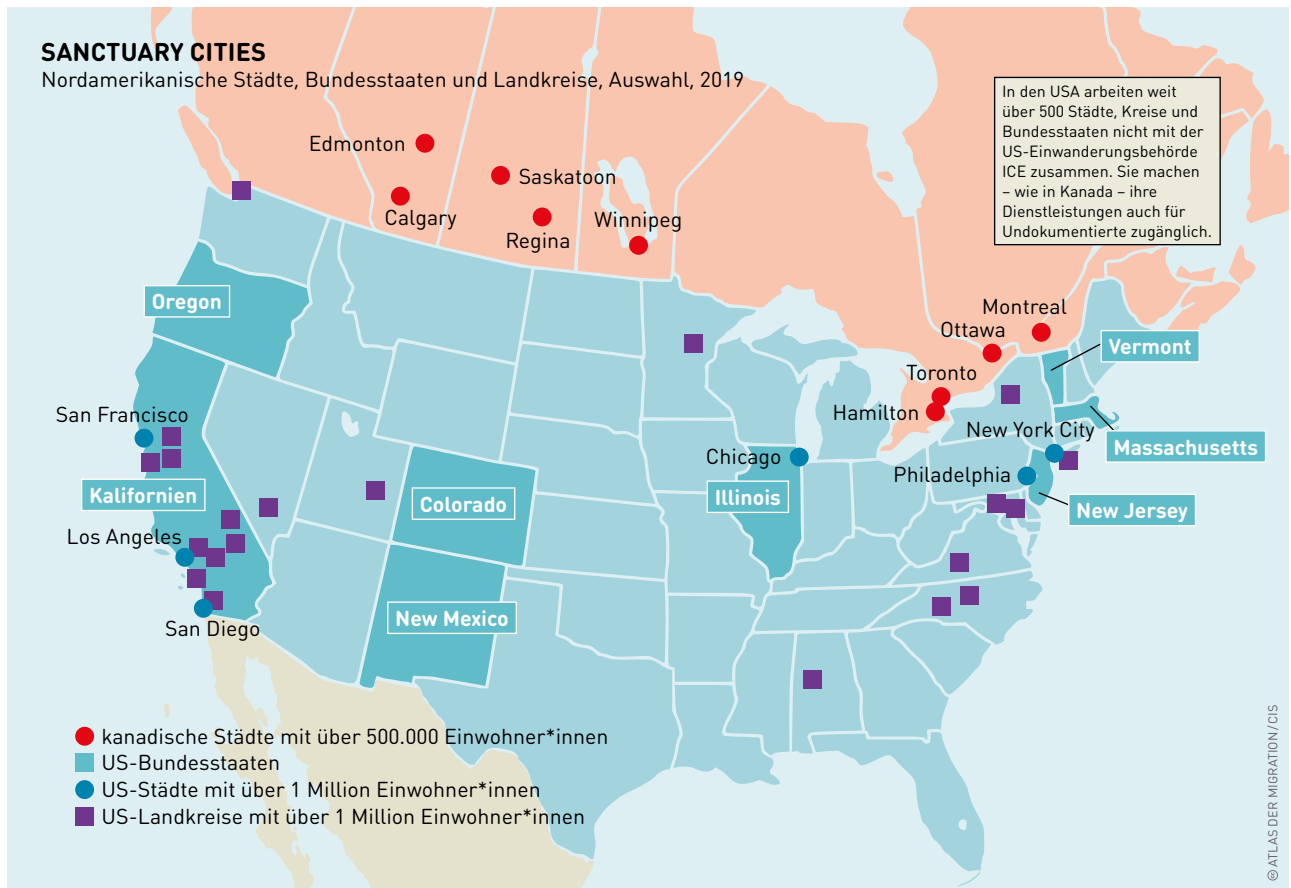 SANCTUARY CITIES
Nordamerikanische Städte, Bundesstaaten und Landkreise, Auswahl, 2019
In den USA arbeiten weit
über 500 Städte, Kreise und
Bundesstaaten nicht mit der
US-Einwanderungsbehörde
ICE zusammen. Sie machen
– wie in Kanada – ihre
Dienstleistungen auch für
Undokumentierte zugänglich.
Edmonton
Saskatoon
Calgary
Winnipeg
Regina
Oregon
Montreal
Ottawa
Vermont
Toronto
San Francisco
Hamilton
New York City
Massachusetts
Chicago
Philadelphia
Kalifornien
Colorado
Illinois
New Jersey
Los Angeles
New Mexico
San Diego
kanadische Städte mit über 500.000 Einwohner*innen
US-Bundesstaaten
US-Städte mit über 1 Million Einwohner*innen
US-Landkreise mit über 1 Million Einwohner*innen
ATLAS DER MIGRATION / CIS